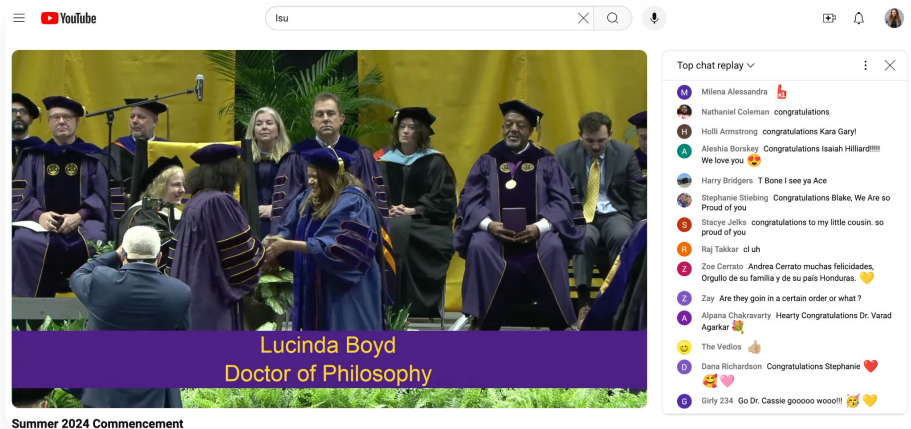 YouTube
lsu
Top chat replay
M Milena Alessandra
Nathaniel Coleman congratulations
H Holli Armstrong congratulations Kara Gary!
A Aleshia Borskey Congratulations Isaiah Hilliard!!!!!
We love you 😍
Harry Bridgers T Bone I see ya Ace
Stephanie Stiebing Congratulations Blake, We Are so
Proud of you
S Stacye Jelks congratulations to my little cousin. so
proud of you
R Raj Takkar cl uh
Z Zoe Cerrato Andrea Cerrato muchas felicidades,
Orgullo de su familia y de su país Honduras. 💛
Z Zay Are they goin in a certain order or what ?
A Alpana Chakravarty Hearty Congratulations Dr. Varad
Agarkar 💐
The Vedios 👍🏼
D Dana Richardson Congratulations Stephanie ❤️
🥰🩷
G Girly 234 Go Dr. Cassie gooooo wooo!!! 🥳 💛
Lucinda Boyd
Doctor of Philosophy
Summer 2024 Commencement